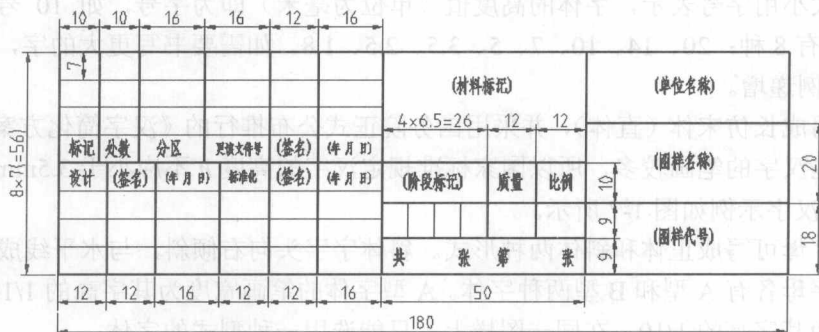 10 10 16 16 12 16
7
8×7(=56)
(材料标记)
(单位名称)
4×6.5=26 12 12
标记 处数 分区 更改文件号 (签名) (年 月 日)
设计 (签名) (年 月 日) 标准化 (签名) (年 月 日)
(阶段标记) 质量 比例
(图样名称)
10
20
9
(图样代号)
18
共 张 第 张
9
12 12 16 12 12 16 50
180